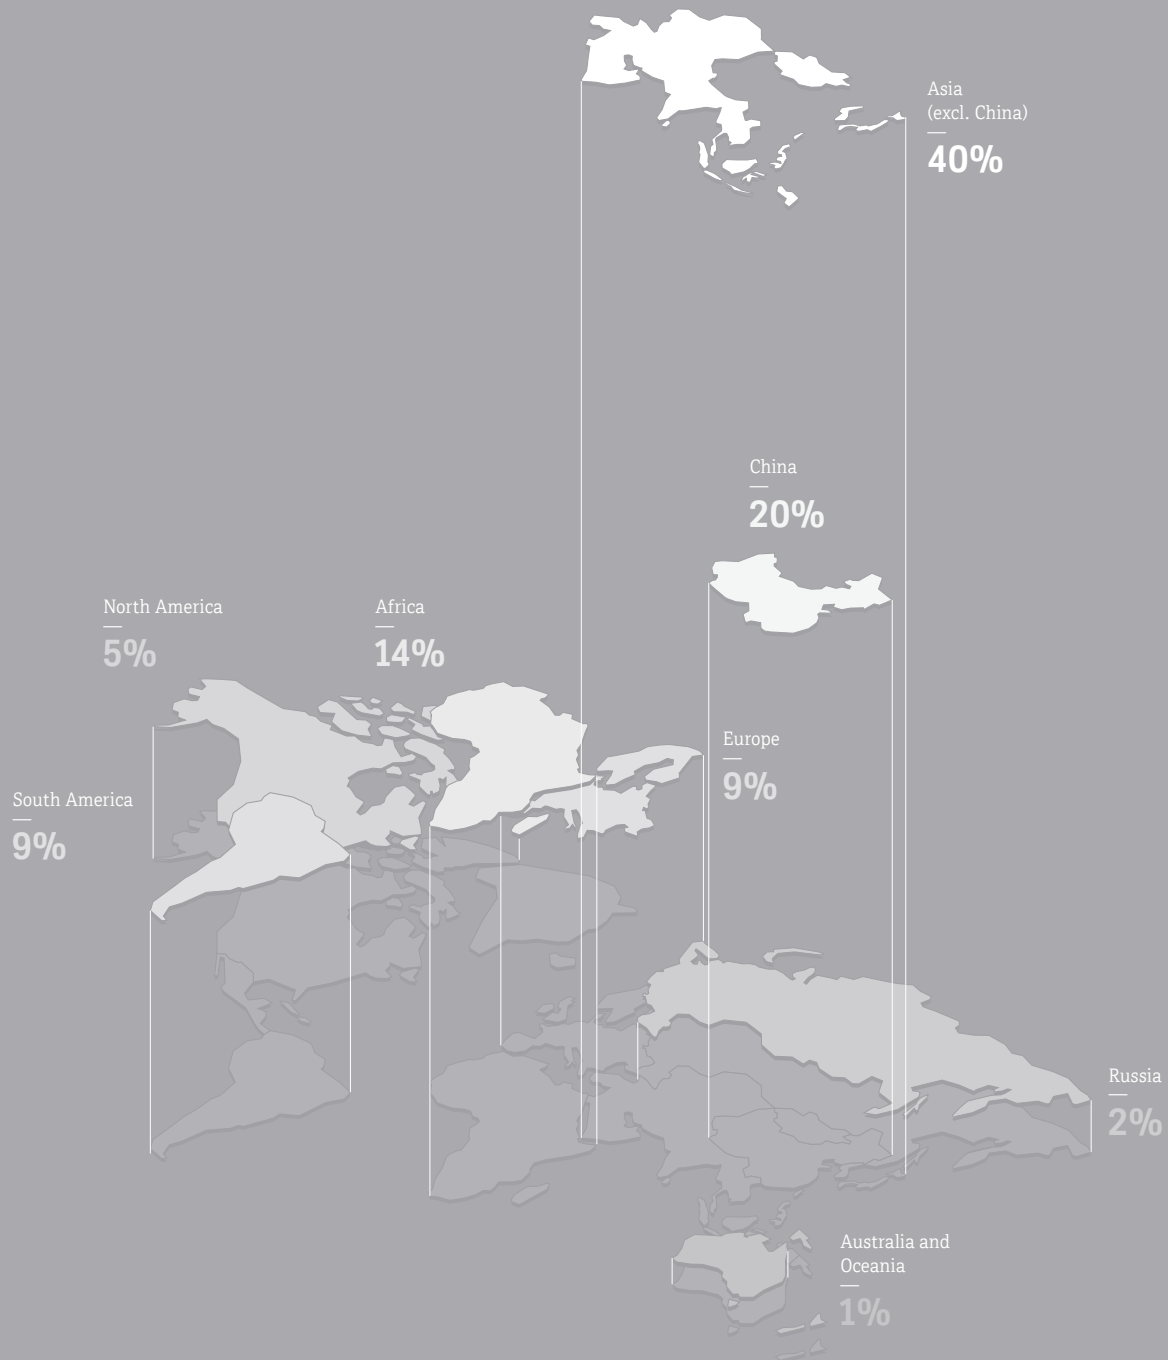 Asia
(excl. China)
40%
China
20%
North America
5%
Africa
14%
Europe
9%
South America
9%
Russia
2%
Australia and
Oceania
1%